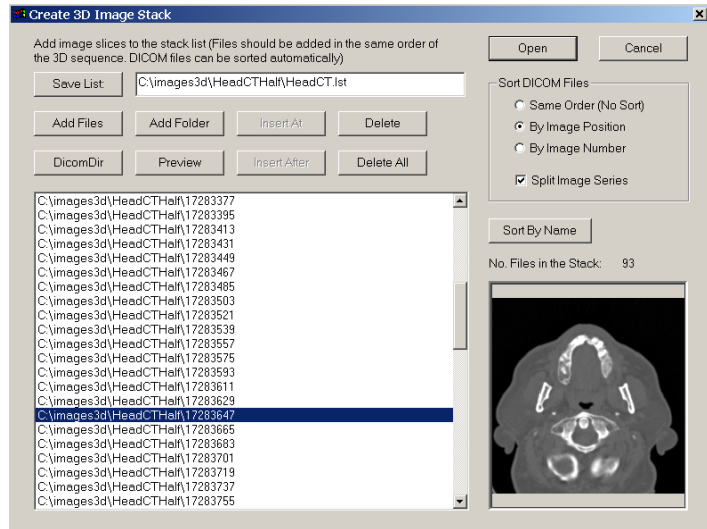 Create 3D Image Stack
Add image slices to the stack list (Files should be added in the same order of
the 3D sequence. DICOM files can be sorted automatically)
Open
Cancel
Save List
C:\images3d\HeadCTHalf\HeadCT.lst
Sort DICOM Files
Same Order (No Sort)
By Image Position
By Image Number
Split Image Series
Add Files
Add Folder
Insert At
Delete
DicomDir
Preview
Insert After
Delete All
Sort By Name
No. Files in the Stack: 93
C:\images3d\HeadCTHalf\17283377
C:\images3d\HeadCTHalf\17283395
C:\images3d\HeadCTHalf\17283413
C:\images3d\HeadCTHalf\17283431
C:\images3d\HeadCTHalf\17283449
C:\images3d\HeadCTHalf\17283467
C:\images3d\HeadCTHalf\17283485
C:\images3d\HeadCTHalf\17283503
C:\images3d\HeadCTHalf\17283521
C:\images3d\HeadCTHalf\17283539
C:\images3d\HeadCTHalf\17283557
C:\images3d\HeadCTHalf\17283575
C:\images3d\HeadCTHalf\17283593
C:\images3d\HeadCTHalf\17283611
C:\images3d\HeadCTHalf\17283629
C:\images3d\HeadCTHalf\17283647
C:\images3d\HeadCTHalf\17283665
C:\images3d\HeadCTHalf\17283683
C:\images3d\HeadCTHalf\17283701
C:\images3d\HeadCTHalf\17283719
C:\images3d\HeadCTHalf\17283737
C:\images3d\HeadCTHalf\17283755